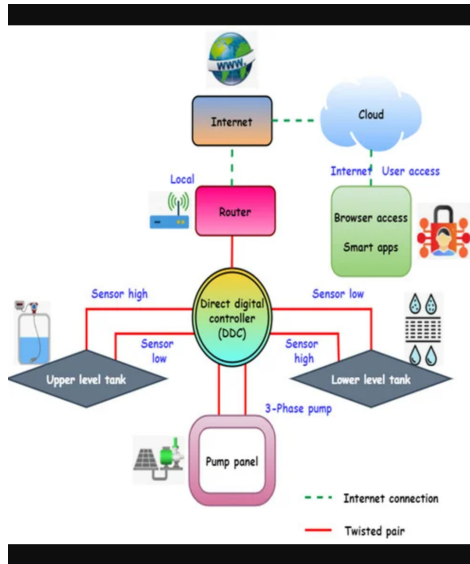 WWW.
Internet
Cloud
Internet User access
Local
Router
Browser access
Smart apps
Sensor high
Direct digital
controller
(DDC)
Sensor low
Sensor
low
Sensor
high
Upper level tank
Lower level tank
3-Phase pump
Pump panel
Internet connection
Twisted pair